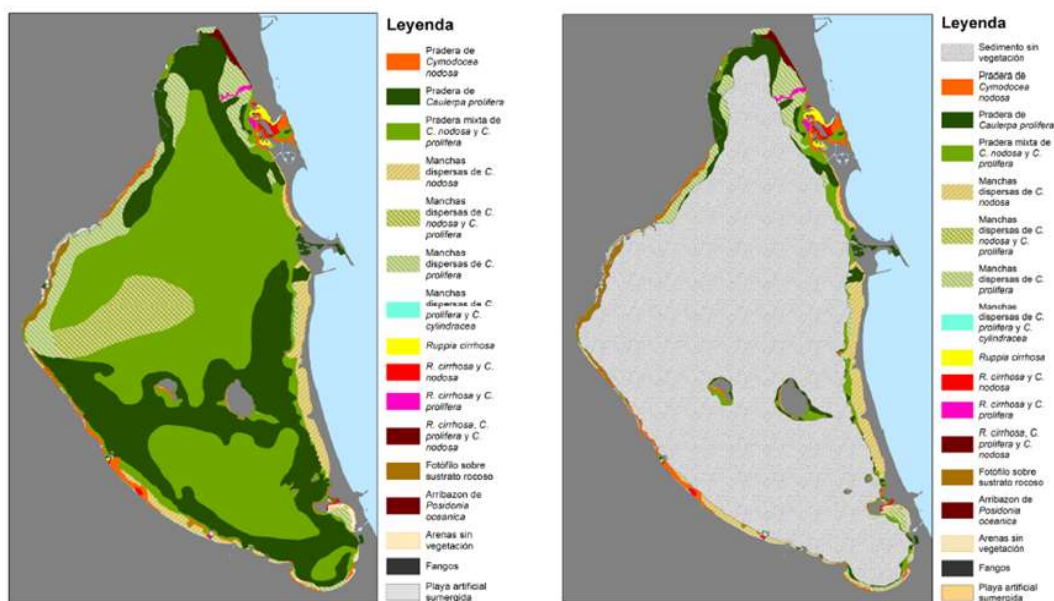 Leyenda
Pradera de
Cymodocea
nodosa
Pradera de
Caulerpa prolifera
Pradera mixta de
C. nodosa y C.
prolifera
Manchas
dispersas de C.
nodosa
Manchas
dispersas de C.
nodosa y C.
prolifera
Manchas
dispersas de C.
prolifera
Manchas
dispersas de C.
prolifera y C.
cylindracea
Ruppia cirrhosa
R. cirrhosa y C.
nodosa
R. cirrhosa y C.
prolifera
R. cirrhosa, C.
prolifera y C.
nodosa
Fotófilo sobre
sustrato rocoso
Arribazon de
Posidonia
oceanica
Arenas sin
vegetación
Fangos
Playa artificial
sumergida
Leyenda
Sedimento sin
vegetación
Pradera de
Cymodocea
nodosa
Pradera de
Caulerpa prolifera
Pradera mixta de
C. nodosa y C.
prolifera
Manchas
dispersas de C.
nodosa
Manchas
dispersas de C.
nodosa y C.
prolifera
Manchas
dispersas de C.
prolifera
Manchas
dispersas de C.
prolifera y C.
cylindracea
Ruppia cirrhosa
R. cirrhosa y C.
nodosa
R. cirrhosa y C.
prolifera
R. cirrhosa, C.
prolifera y C.
nodosa
Fotófilo sobre
sustrato rocoso
Arribazon de
Posidonia
oceanica
Arenas sin
vegetación
Fangos
Playa artificial
sumergida